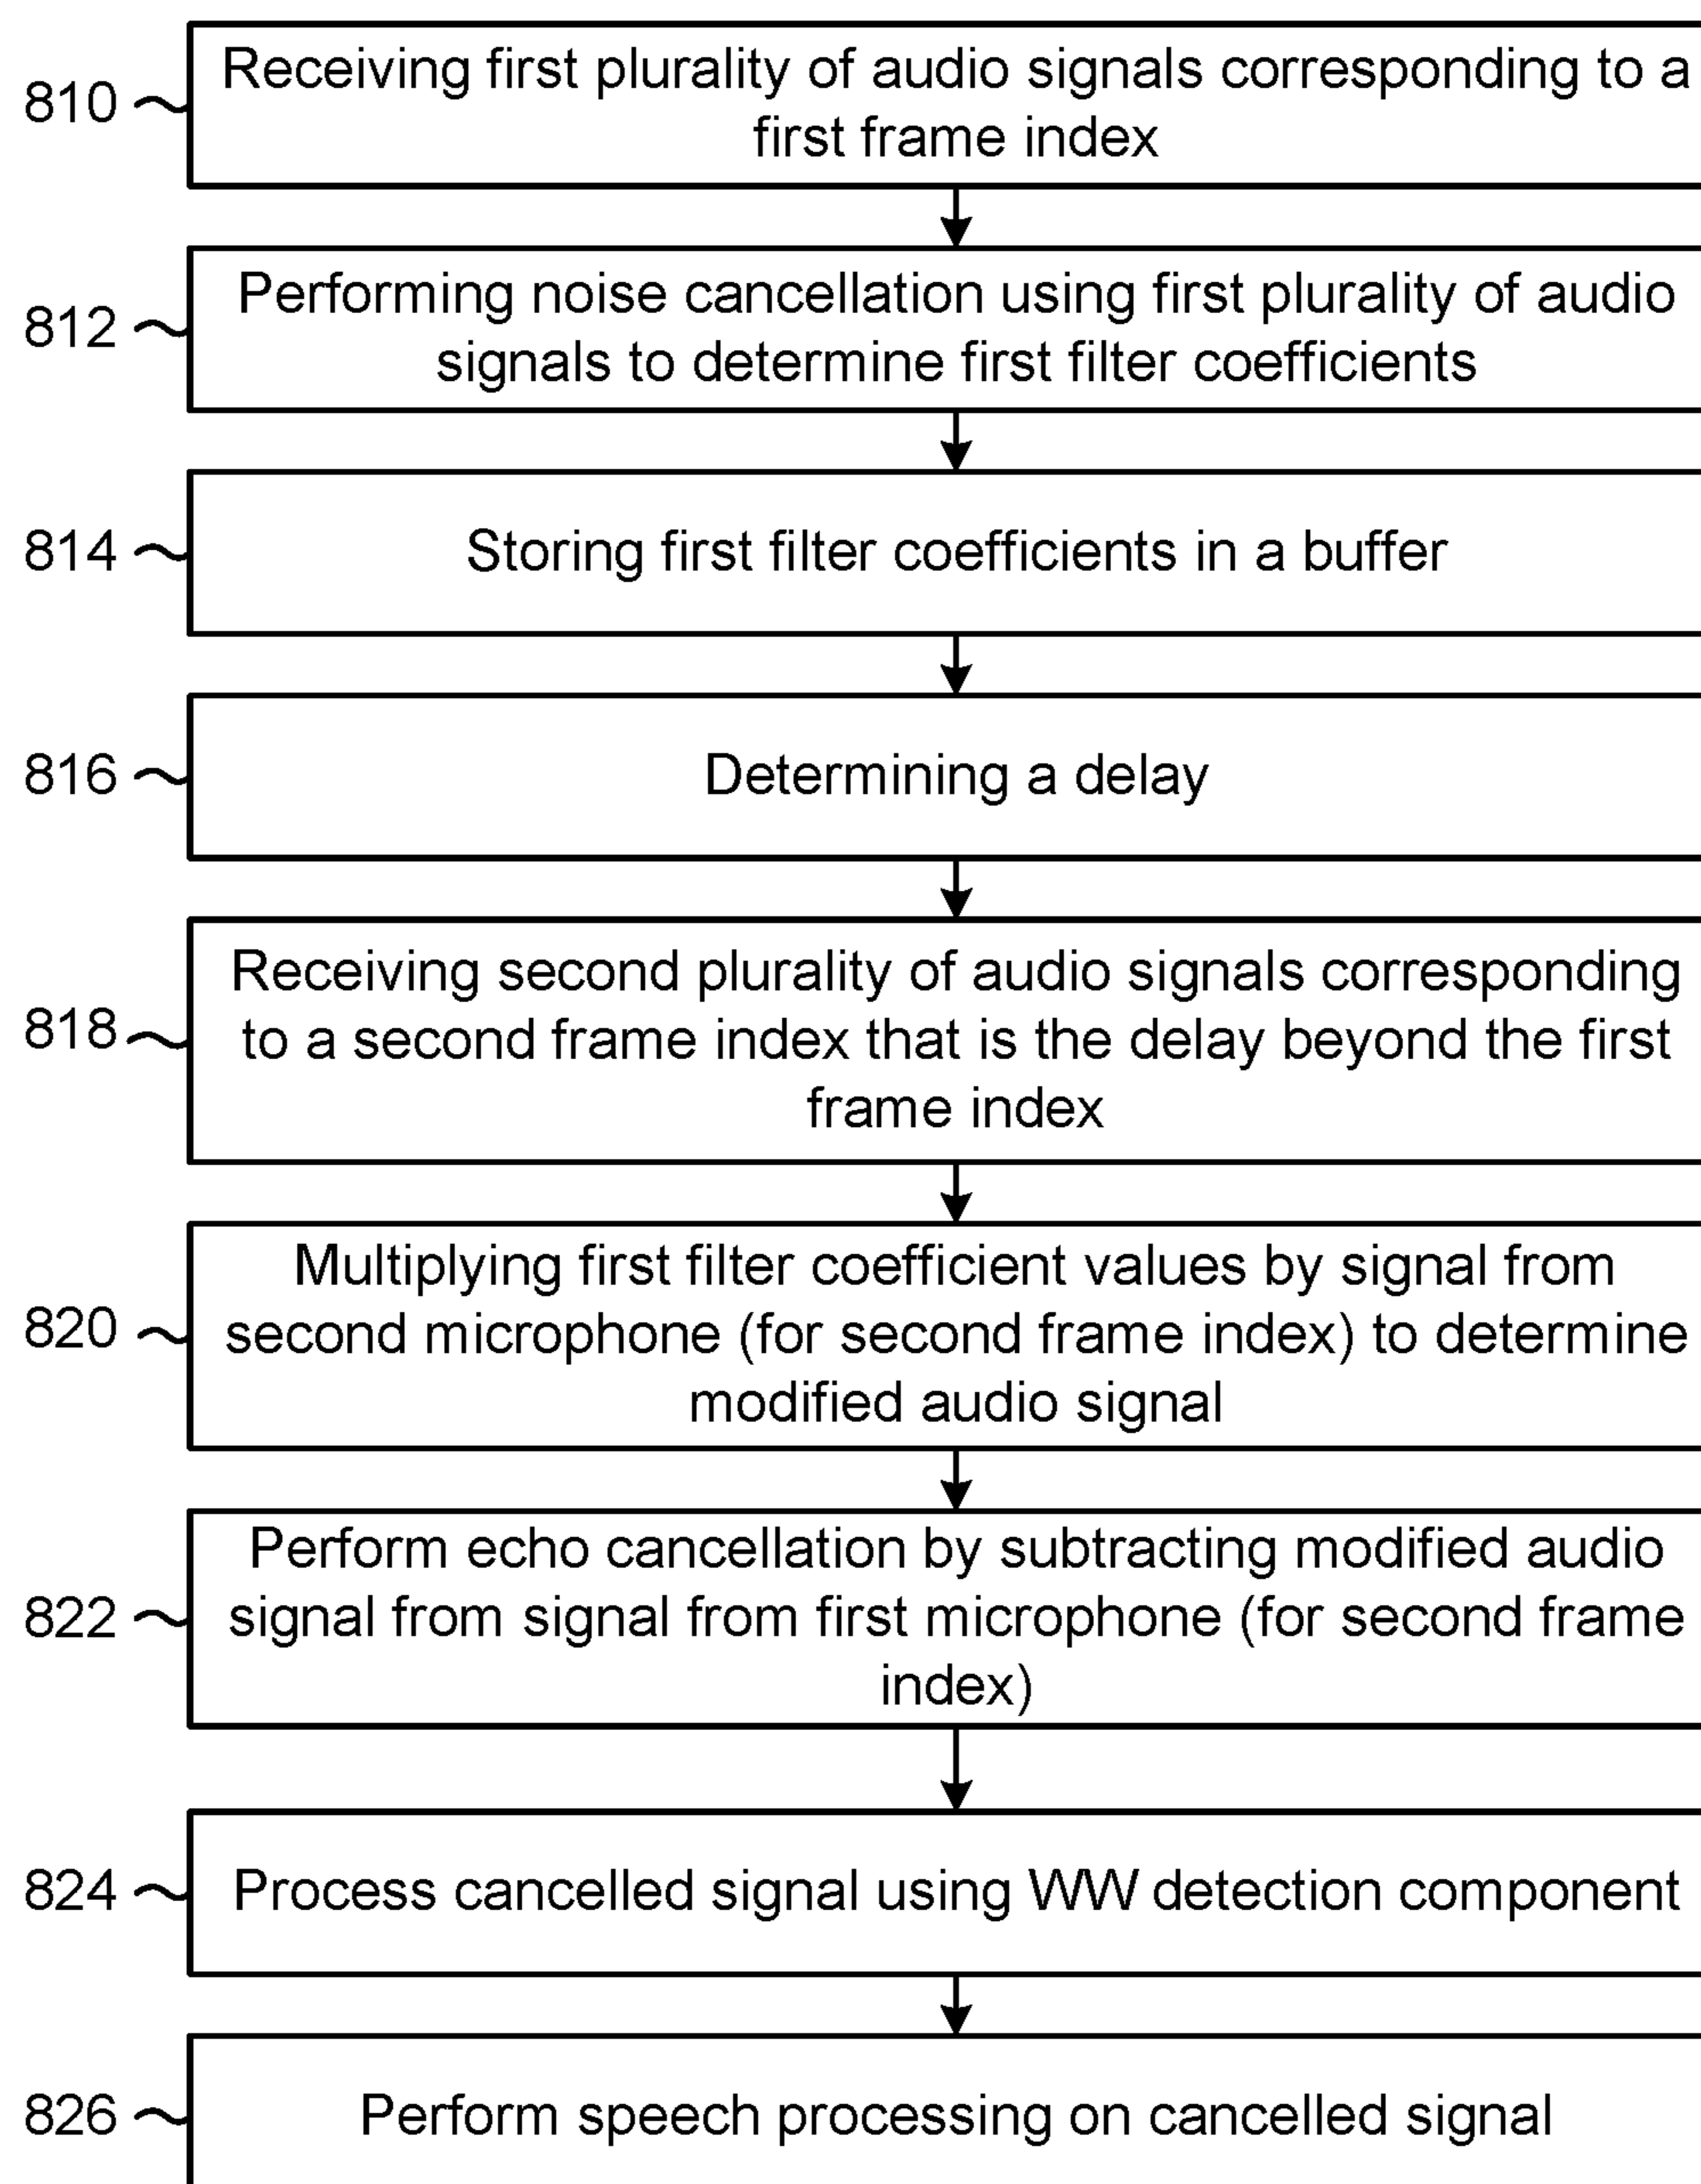 810
Receiving first plurality of audio signals corresponding to a
first frame index
812
Performing noise cancellation using first plurality of audio
signals to determine first filter coefficients
814
Storing first filter coefficients in a buffer
816
Determining a delay
818
Receiving second plurality of audio signals corresponding
to a second frame index that is the delay beyond the first
frame index
820
Multiplying first filter coefficient values by signal from
second microphone (for second frame index) to determine
modified audio signal
822
Perform echo cancellation by subtracting modified audio
signal from signal from first microphone (for second frame
index)
824
Process cancelled signal using WW detection component
826
Perform speech processing on cancelled signal